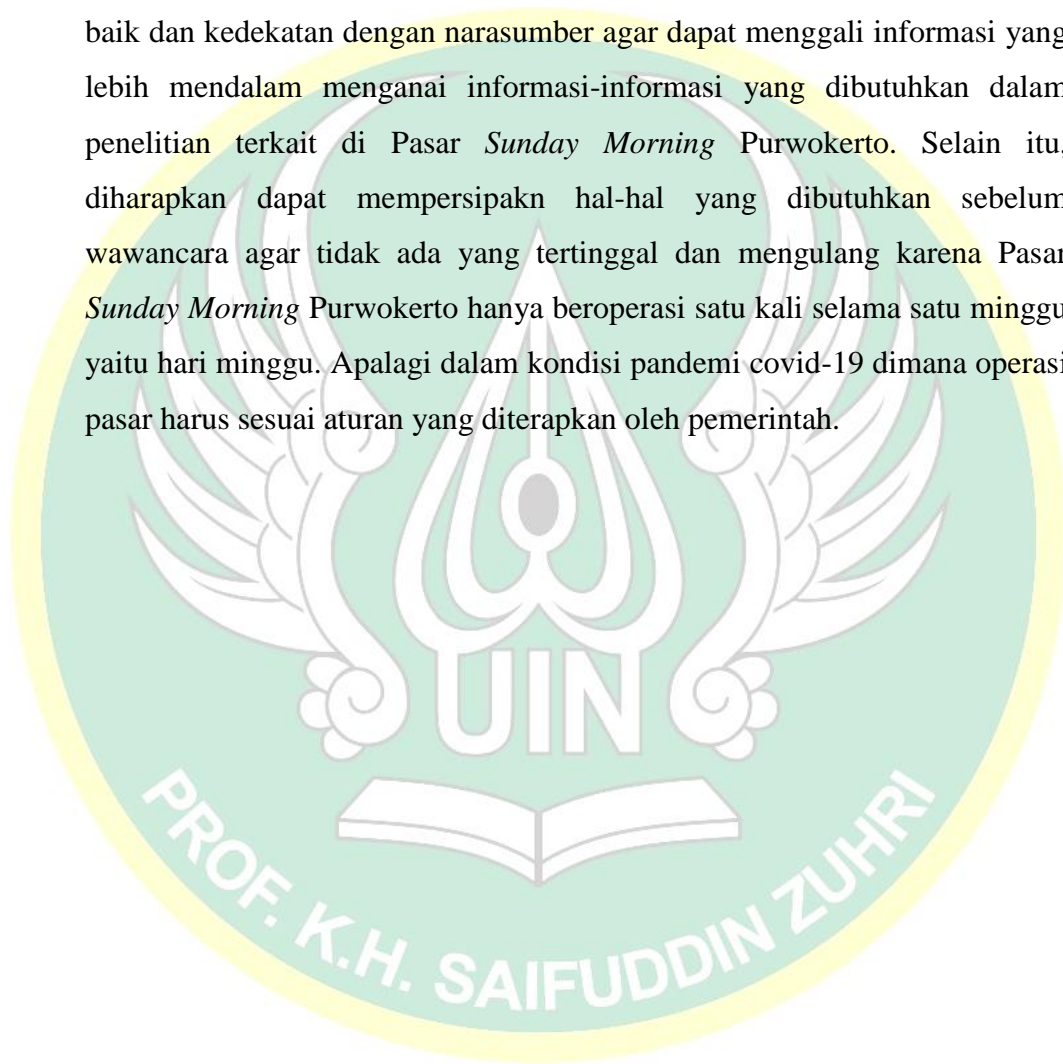 baik dan kedekatan dengan narasumber agar dapat menggali informasi yang
lebih mendalam menganai informasi-informasi yang dibutuhkan dalam
penelitian terkait di Pasar Sunday Morning Purwokerto. Selain itu,
diharapkan dapat mempersipakn hal-hal yang dibutuhkan sebelum
wawancara agar tidak ada yang tertinggal dan mengulang karena Pasar
Sunday Morning Purwokerto hanya beroperasi satu kali selama satu minggu
yaitu hari minggu. Apalagi dalam kondisi pandemi covid-19 dimana operasi
pasar harus sesuai aturan yang diterapkan oleh pemerintah.
UIN
PROF. K.H. SAIFUDDIN ZUHRI